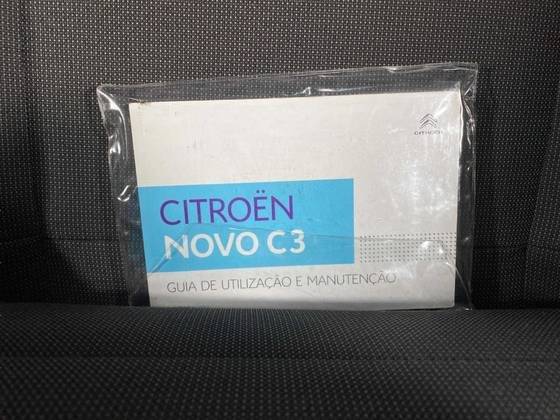 CITROËN
CITROËN
NOVO C3
GUIA DE UTILIZAÇÃO E MANUTENÇÃO